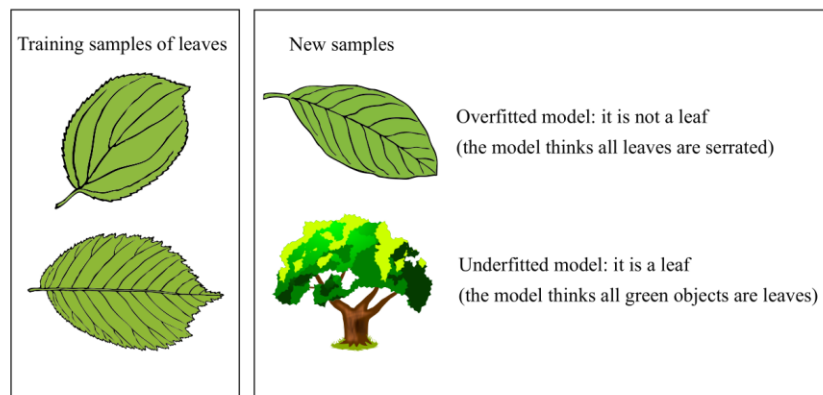 Training samples of leaves
New samples
Overfitted model: it is not a leaf
(the model thinks all leaves are serrated)
Underfitted model: it is a leaf
(the model thinks all green objects are leaves)